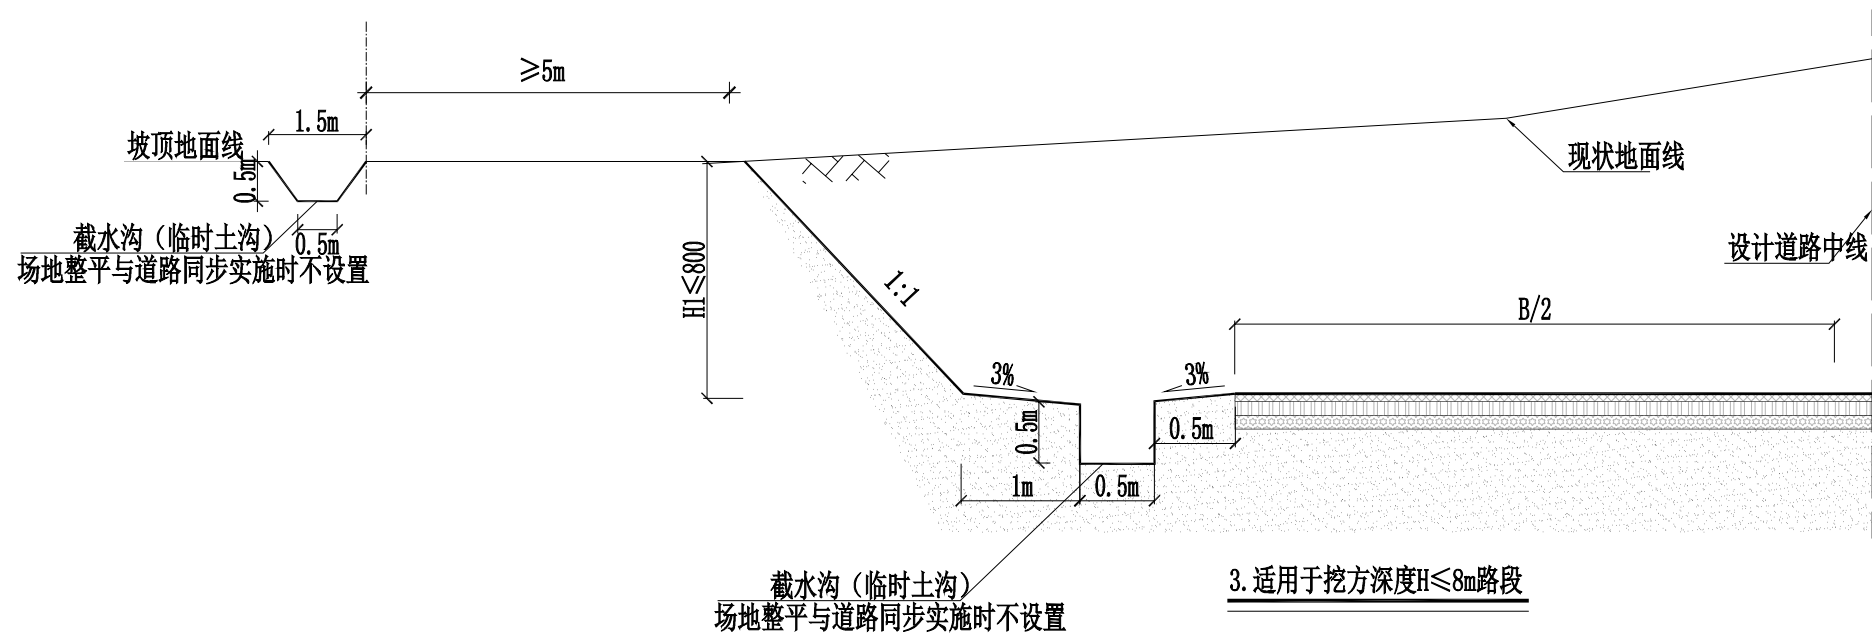 ≥5m
1.5m
坡顶地面线
0.5m
截水沟（临时土沟）
0.5m
场地整平与道路同步实施时不设置
现状地面线
设计道路中线
H1≤800
1:1
B/2
3%
3%
0.5m
0.5m
1m
0.5m
截水沟（临时土沟）
场地整平与道路同步实施时不设置
3.适用于挖方深度H≤8m路段